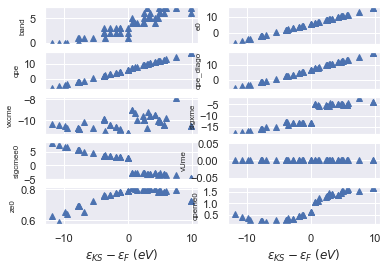 band
5
0
e0
10
0
qpe
10
0
qpe_diago
10
0
vxcme
-8
-10
sigxme
-5
-10
-15
sigcmee0
5
0
-5
vUme
0.05
0.00
-0.05
ze0
0.8
0.6
qpeme0
1.5
1.0
0.5
-10
0
10
-10
0
10
εKS − εF (eV)
εKS − εF (eV)